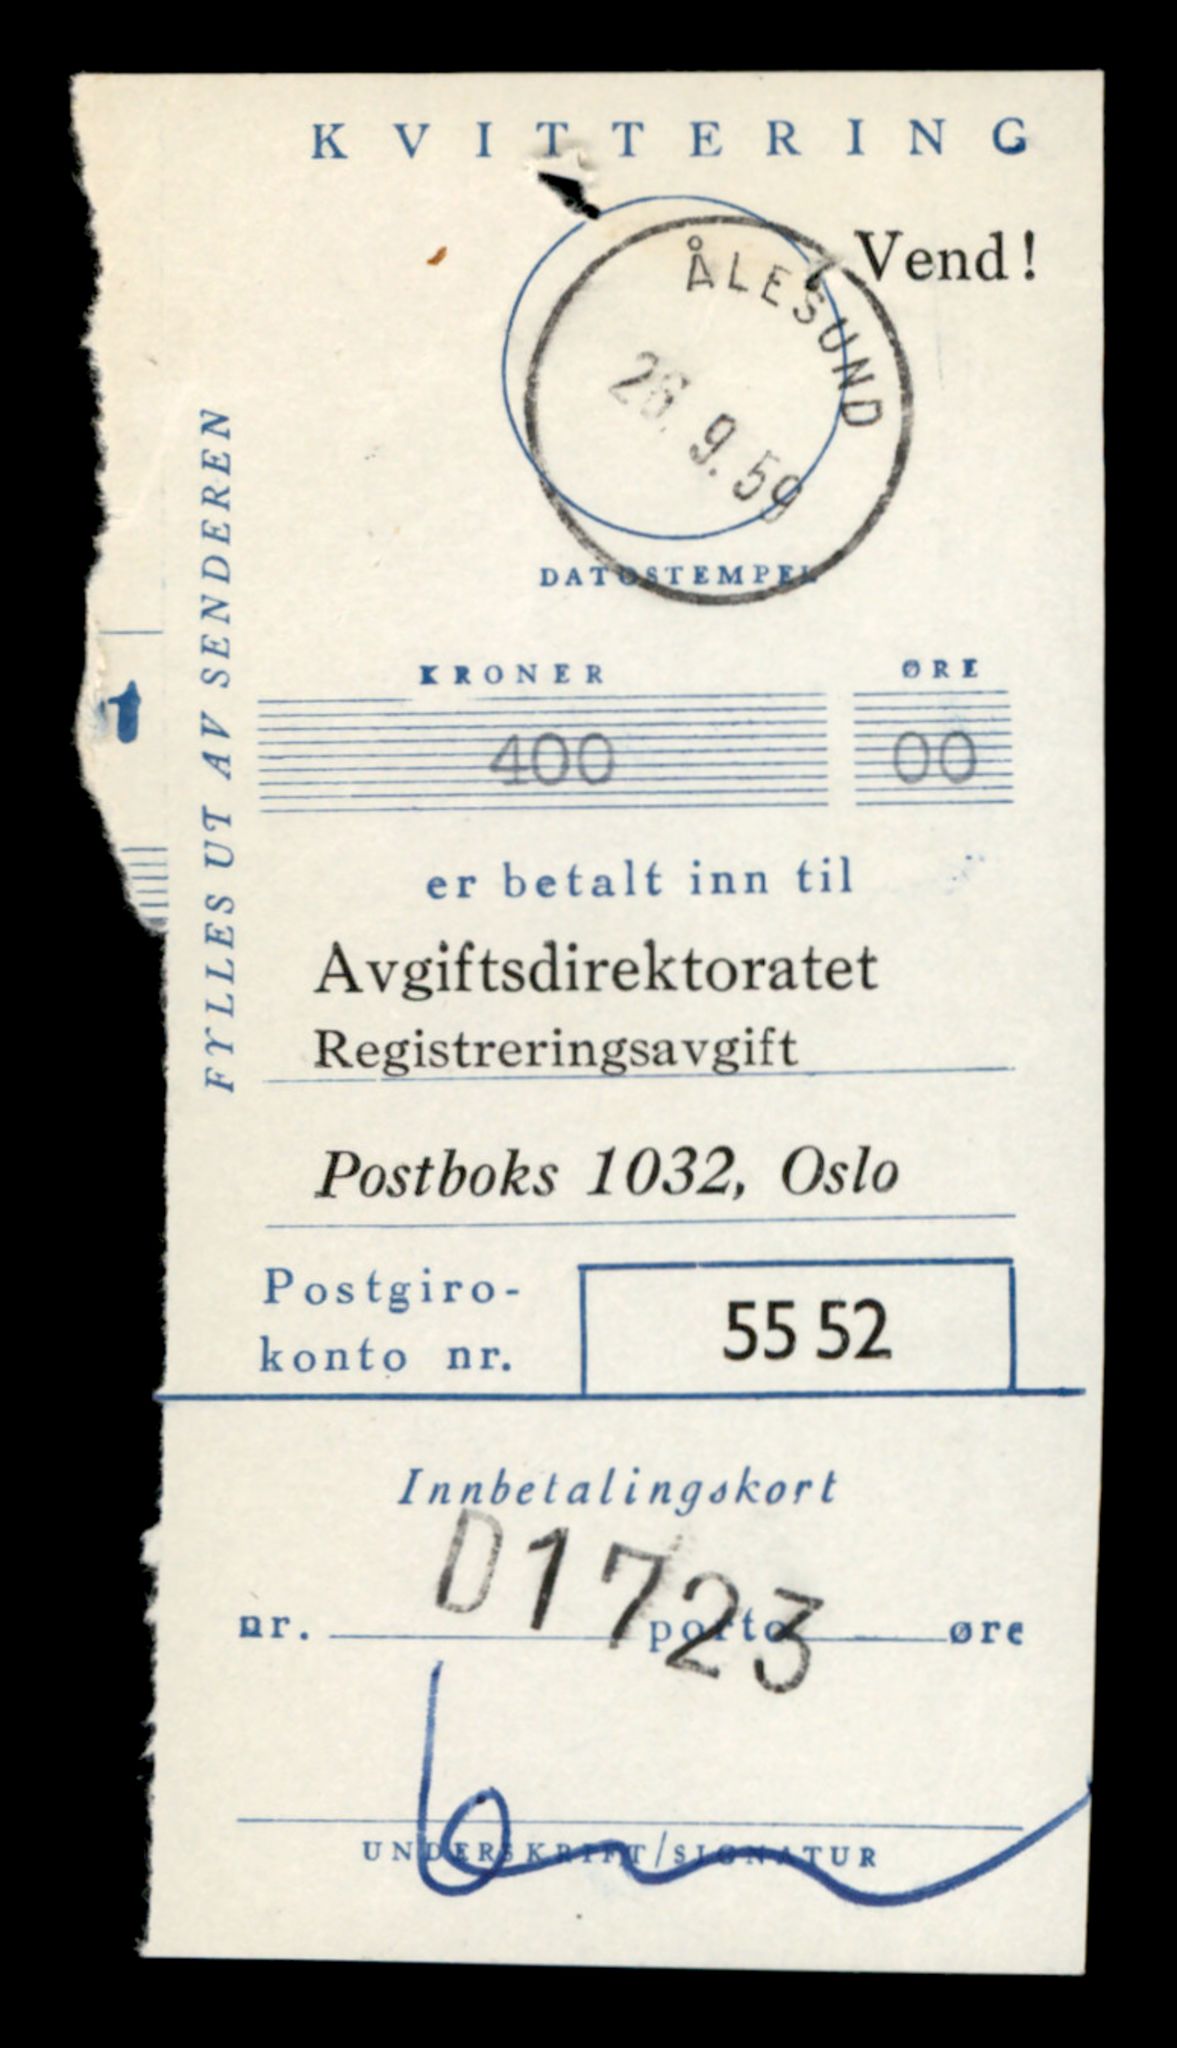 KVITTERING
Vend!
ÅLESUND
26. 9. 59
DATOSTEMPEL
FYLLES UT AV SENDEREN
KRONER ØRE
t
400 00
er betalt inn til
Avgiftsdirektoratet
Registreringsavgift
Postboks 1032, Oslo
Postgiro-
konto nr.
55 52
Innbetalingskort
D1723
nr. porto øre
UNDERSKRIFT/SIGNATUR